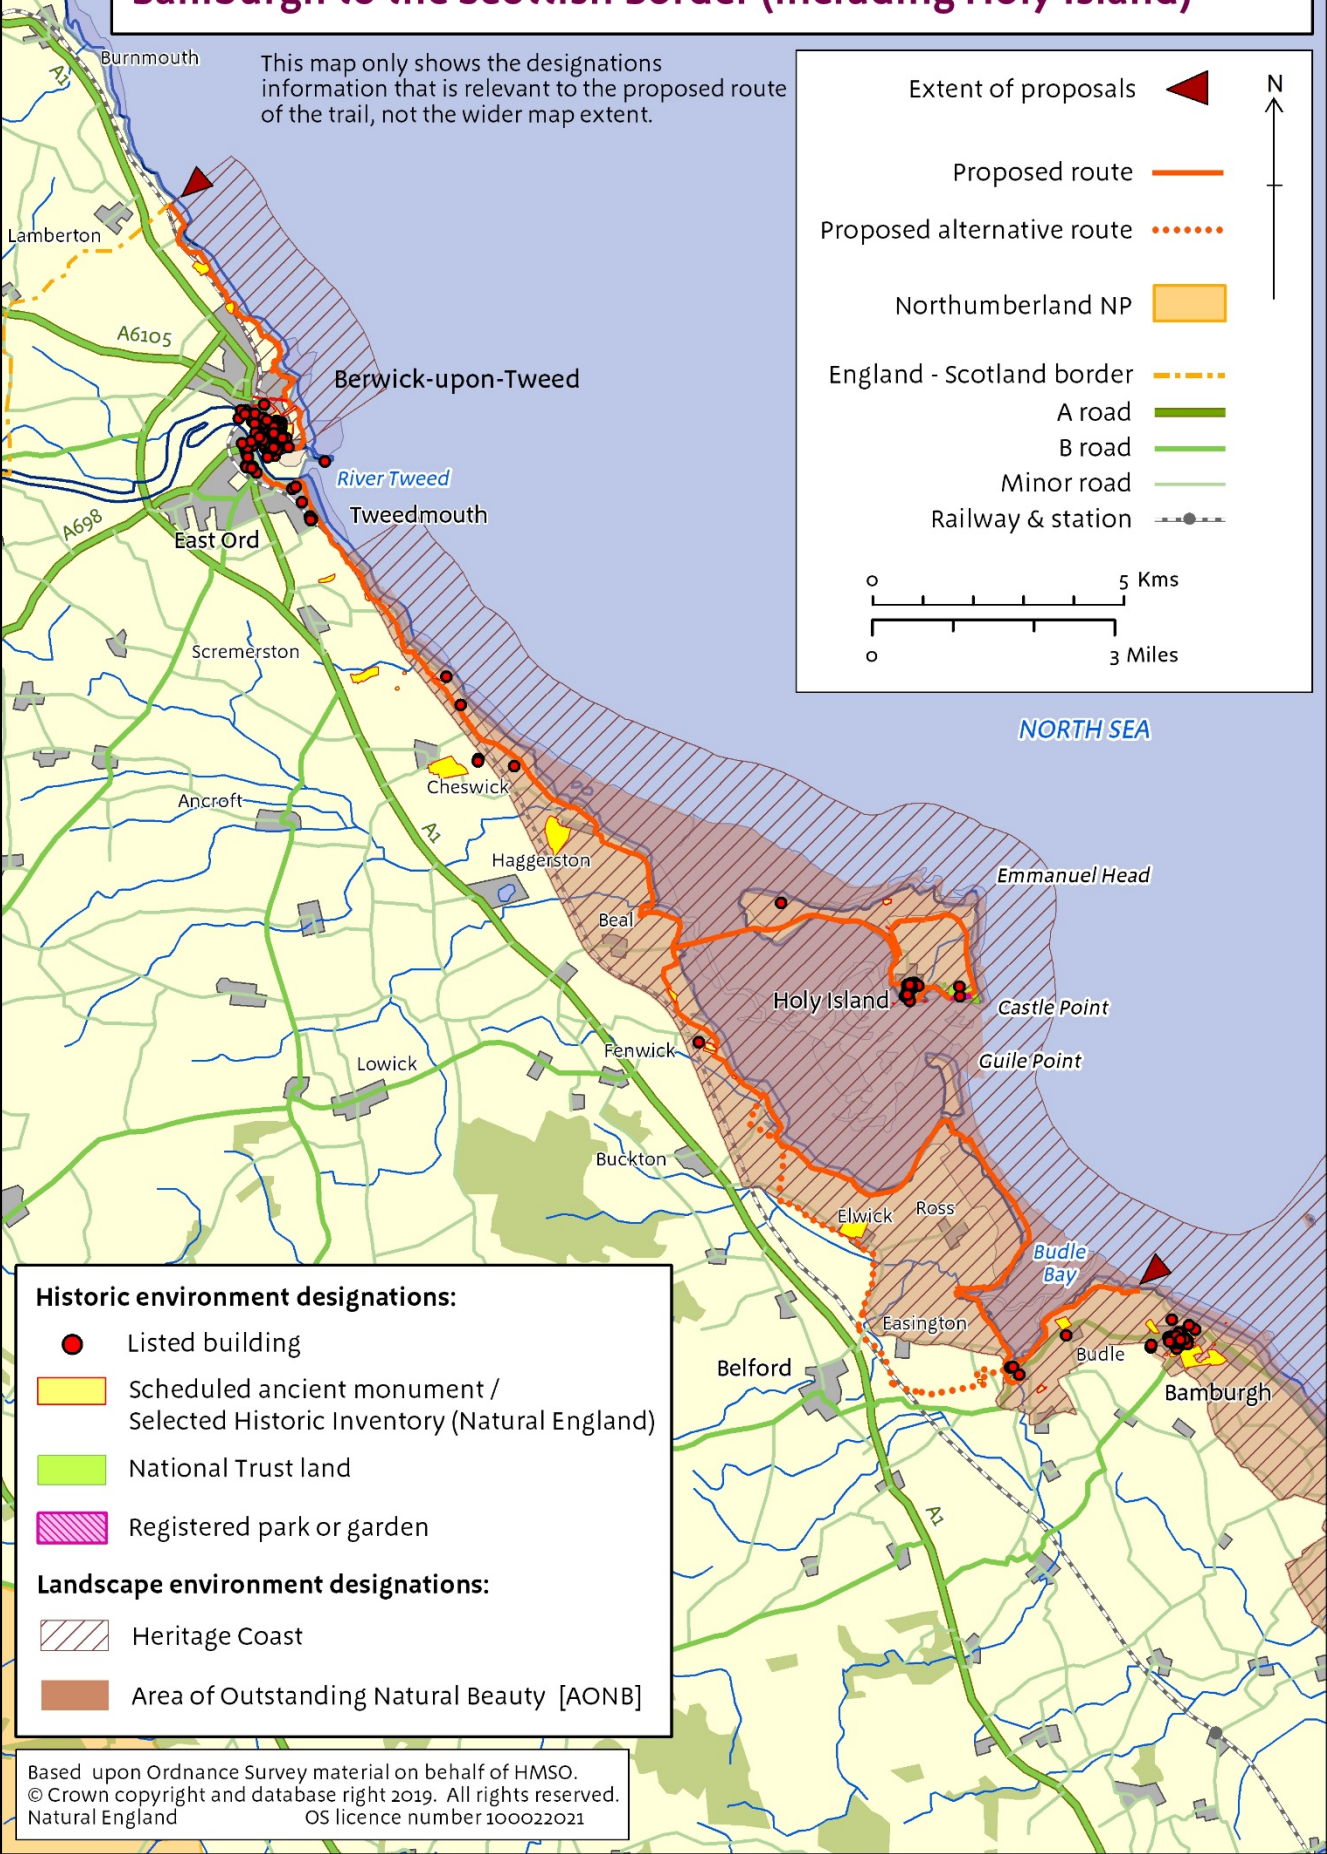 Bamburgh to the Scottish Border (including Holy Island)
This map only shows the designations
information that is relevant to the proposed route
of the trail, not the wider map extent.
Extent of proposals
N
Proposed route
Proposed alternative route
Northumberland NP
England - Scotland border
A road
B road
Minor road
Railway & station
0 5 Kms
0 3 Miles
Burnmouth
A1
Lamberton
A6105
Berwick-upon-Tweed
River Tweed
Tweedmouth
A698
East Ord
Scremerston
NORTH SEA
Cheswick
Ancroft
A1
Haggerston
Emmanuel Head
Beal
Holy Island
Castle Point
Fenwick
Guile Point
Lowick
Buckton
Elwick
Ross
Budle
Bay
Easington
Budle
Belford
Bamburgh
A1
Historic environment designations:
Listed building
Scheduled ancient monument /
Selected Historic Inventory (Natural England)
National Trust land
Registered park or garden
Landscape environment designations:
Heritage Coast
Area of Outstanding Natural Beauty [AONB]
Based upon Ordnance Survey material on behalf of HMSO.
© Crown copyright and database right 2019. All rights reserved.
Natural England OS licence number 100022021